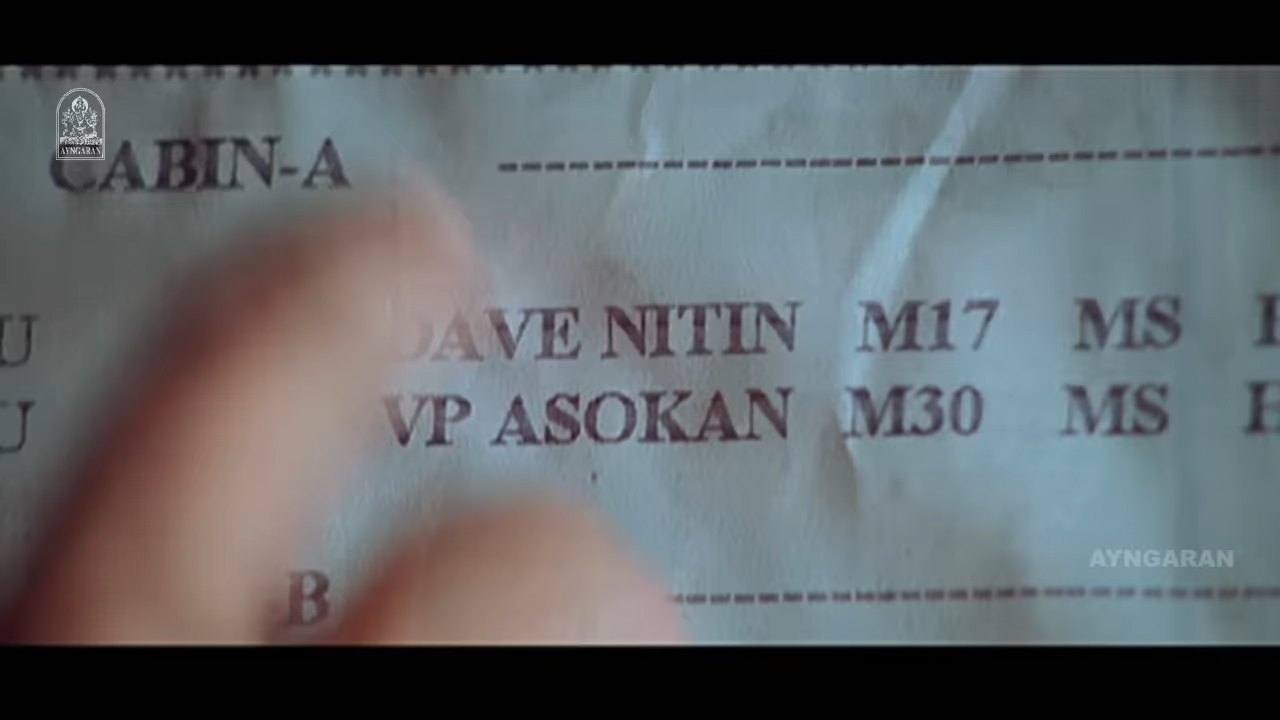 AYNGARAN
CABIN-A
U DAVE NITIN M17 MS
U VP ASOKAN M30 MS H
AYNGARAN
B